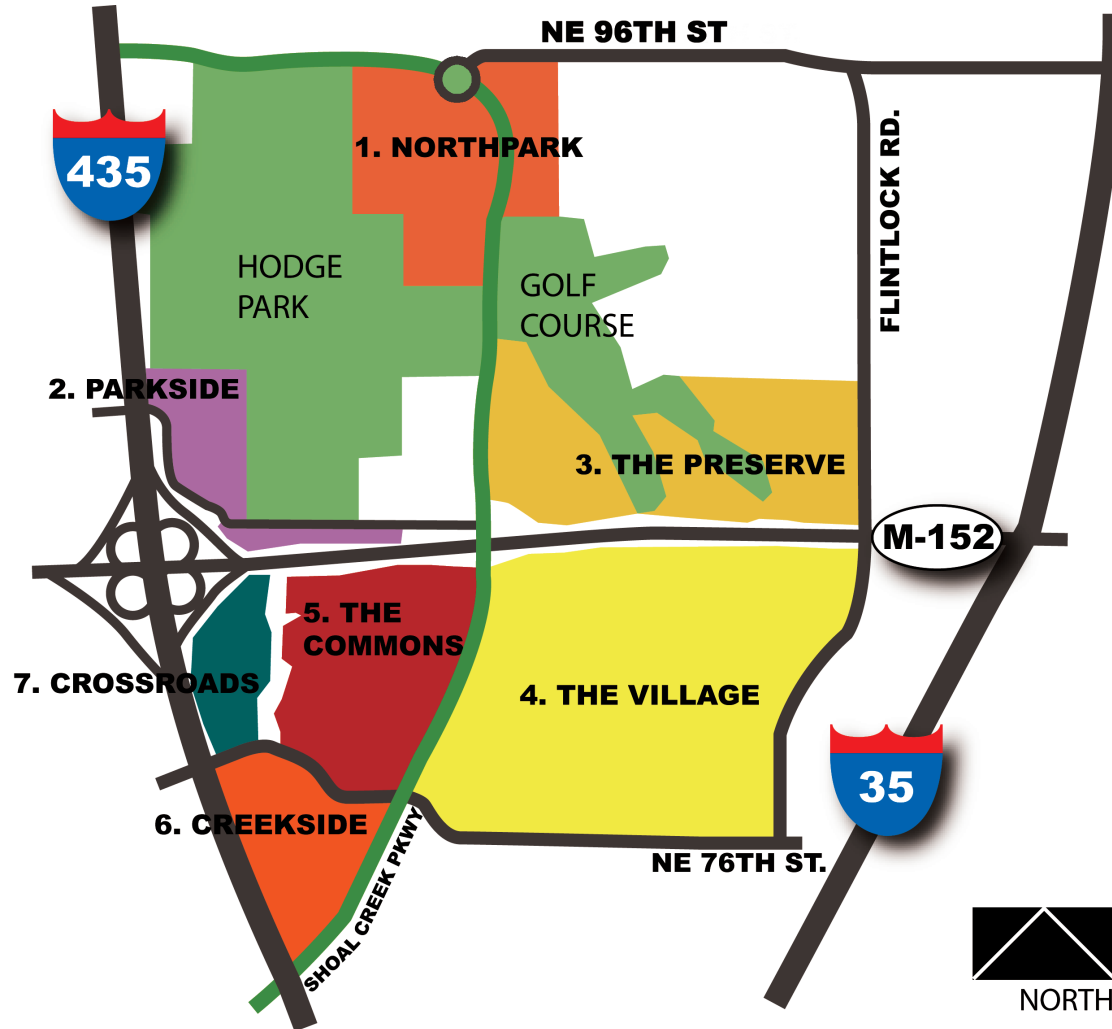 NE 96TH ST
1. NORTHPARK
435
FLINTLOCK RD.
HODGE
PARK
GOLF
COURSE
2. PARKSIDE
3. THE PRESERVE
M-152
5. THE
COMMONS
7. CROSSROADS
4. THE VILLAGE
35
6. CREEKSIDE
NE 76TH ST.
SHOAL CREEK PKWY
NORTH